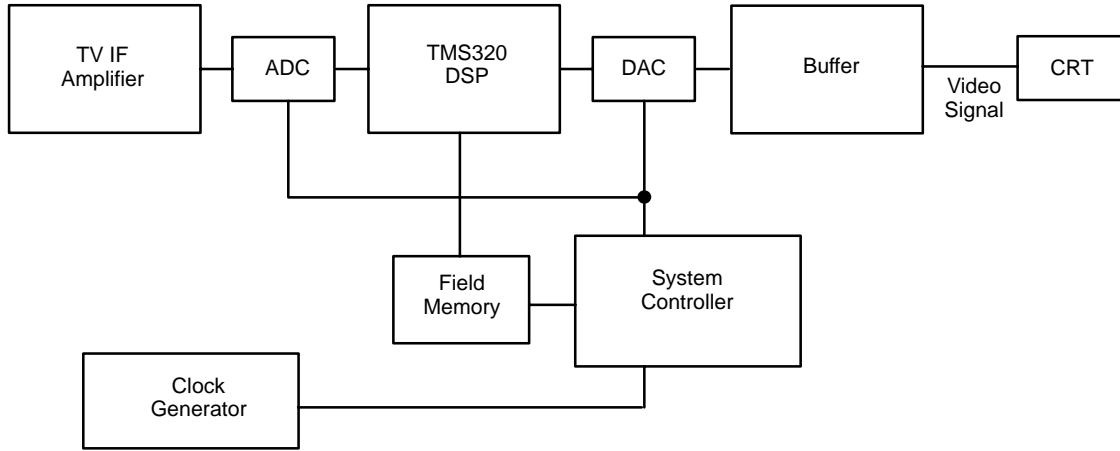 TV IF
Amplifier
ADC
TMS320
DSP
DAC
Buffer
Video
Signal
CRT
Field
Memory
System
Controller
Clock
Generator